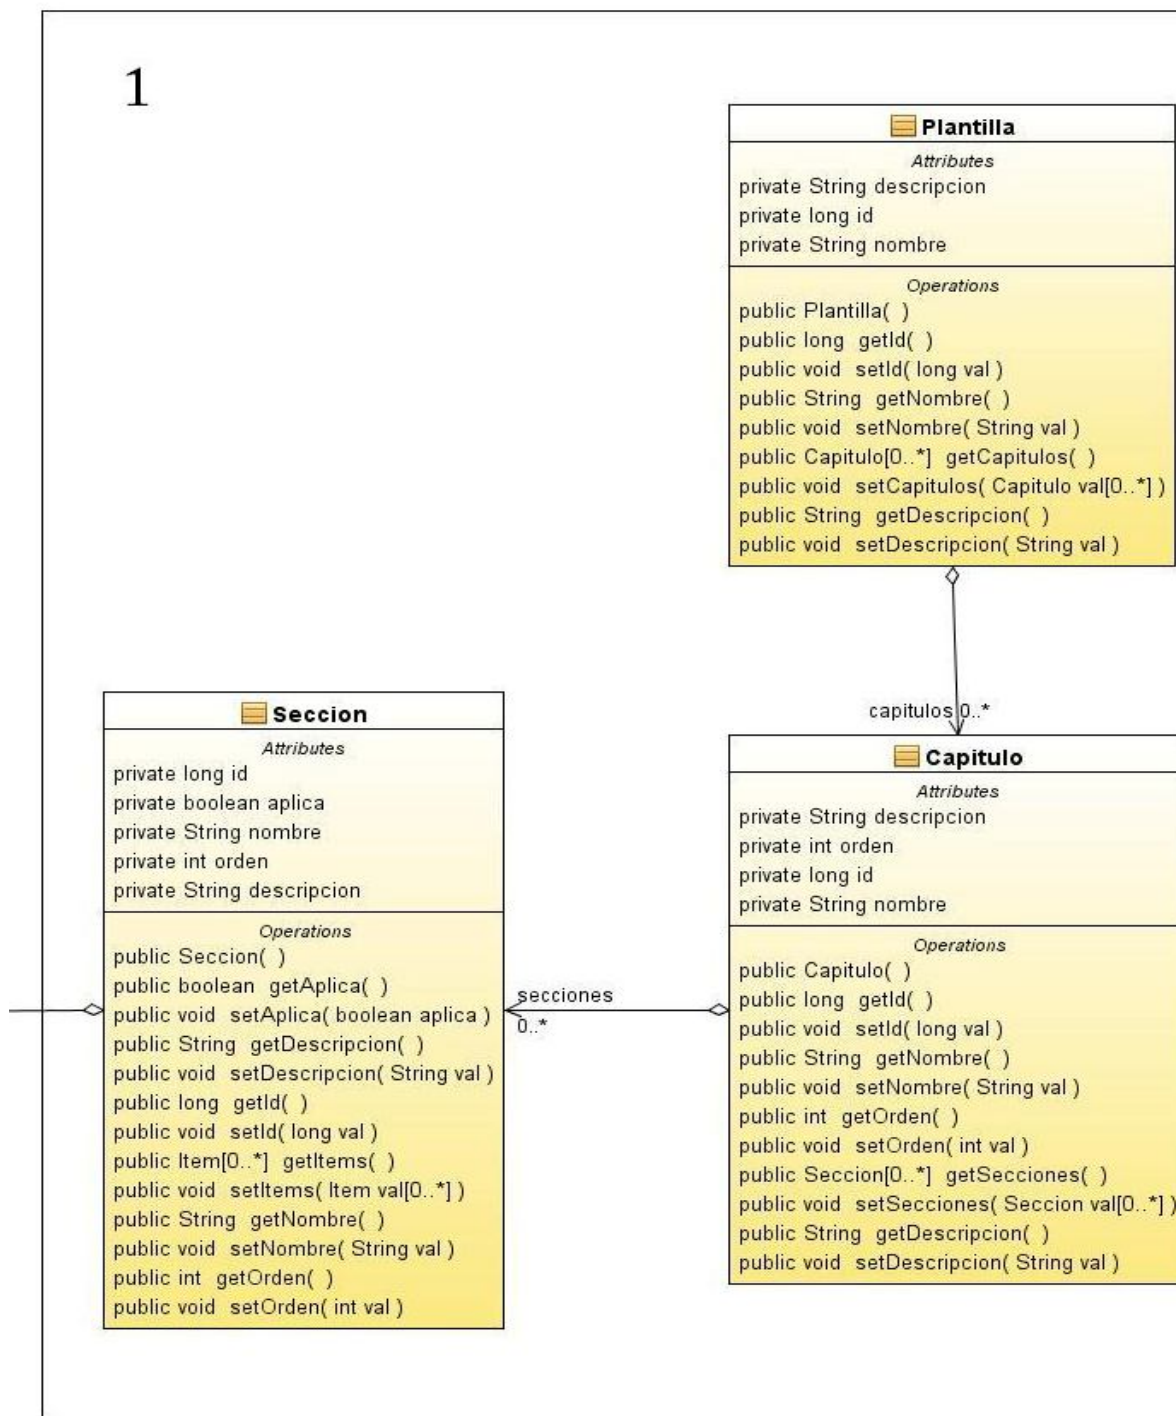 1
Plantilla
Attributes
private String descripcion
private long id
private String nombre
Operations
public Plantilla( )
public long getId( )
public void setId( long val )
public String getNombre( )
public void setNombre( String val )
public Capitulo[0..*] getCapitulos( )
public void setCapitulos( Capitulo val[0..*] )
public String getDescripcion( )
public void setDescripcion( String val )
capitulos 0..*
Seccion
Attributes
private long id
private boolean aplica
private String nombre
private int orden
private String descripcion
Operations
public Seccion( )
public boolean getAplica( )
public void setAplica( boolean aplica )
public String getDescripcion( )
public void setDescripcion( String val )
public long getId( )
public void setId( long val )
public Item[0..*] getItems( )
public void setItems( Item val[0..*] )
public String getNombre( )
public void setNombre( String val )
public int getOrden( )
public void setOrden( int val )
secciones
0..*
Capitulo
Attributes
private String descripcion
private int orden
private long id
private String nombre
Operations
public Capitulo( )
public long getId( )
public void setId( long val )
public String getNombre( )
public void setNombre( String val )
public int getOrden( )
public void setOrden( int val )
public Seccion[0..*] getSecciones( )
public void setSecciones( Seccion val[0..*] )
public String getDescripcion( )
public void setDescripcion( String val )